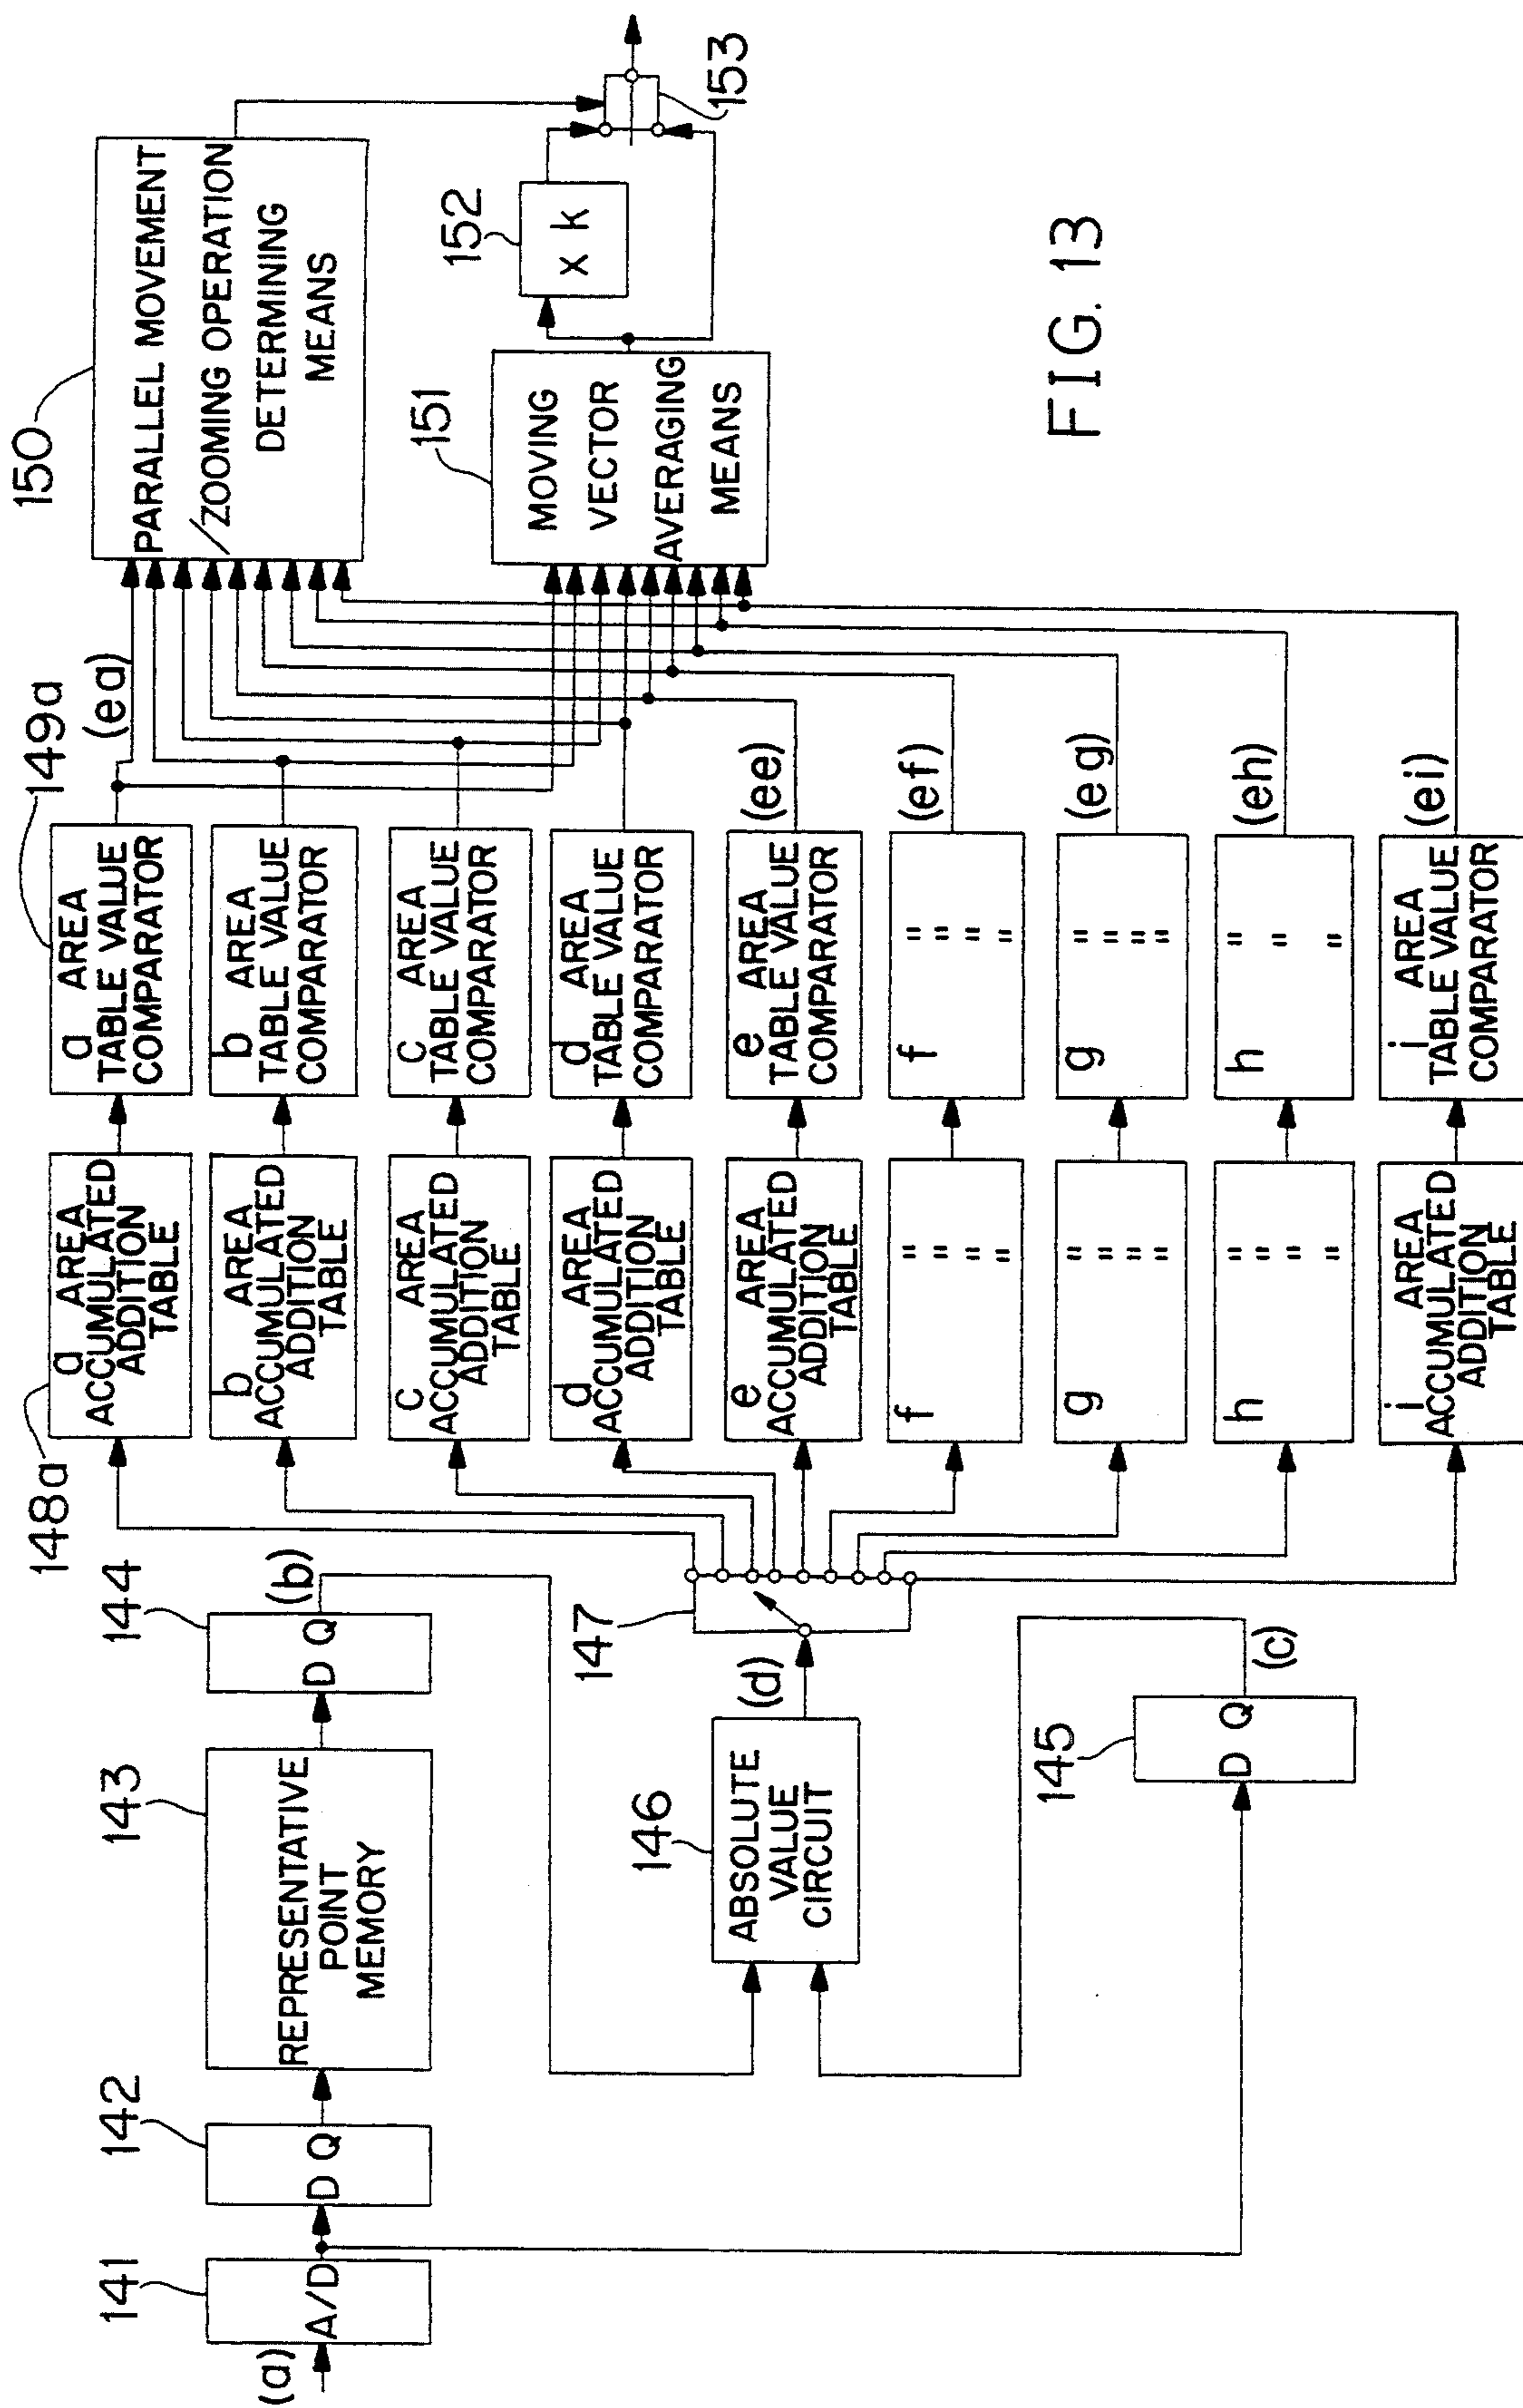 (a)
141
A/D
142
D Q
143
REPRESENTATIVE
POINT
MEMORY
144
D Q
(b)
145
D Q
(c)
146
ABSOLUTE
VALUE
CIRCUIT
(d)
147
148a
a AREA
ACCUMULATED
ADDITION
TABLE
b AREA
ACCUMULATED
ADDITION
TABLE
c AREA
ACCUMULATED
ADDITION
TABLE
d AREA
ACCUMULATED
ADDITION
TABLE
e AREA
ACCUMULATED
ADDITION
TABLE
f " " " "
g " " " "
h " " " "
i AREA
ACCUMULATED
ADDITION
TABLE
149a
a AREA
TABLE VALUE
COMPARATOR
b AREA
TABLE VALUE
COMPARATOR
c AREA
TABLE VALUE
COMPARATOR
d AREA
TABLE VALUE
COMPARATOR
e AREA
TABLE VALUE
COMPARATOR
f " " " "
g " " " "
h " " "
i AREA
TABLE VALUE
COMPARATOR
(ea)
(ee)
(ef)
(eg)
(eh)
(ei)
150
PARALLEL MOVEMENT
/ZOOMING OPERATION
DETERMINING
MEANS
151
MOVING
VECTOR
AVERAGING
MEANS
152
x k
153
FIG. 13